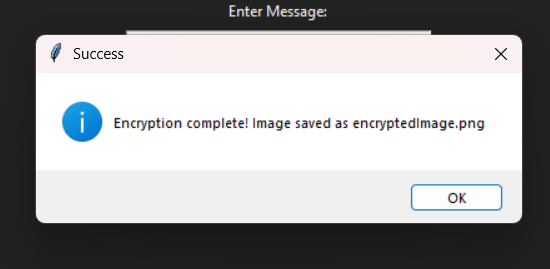 Enter Message:
Success
Encryption complete! Image saved as encryptedImage.png
OK